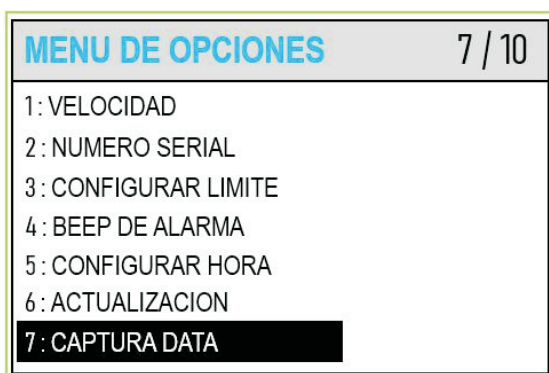 MENU DE OPCIONES 7 / 10
1 : VELOCIDAD
2 : NUMERO SERIAL
3 : CONFIGURAR LIMITE
4 : BEEP DE ALARMA
5 : CONFIGURAR HORA
6 : ACTUALIZACION
7 : CAPTURA DATA